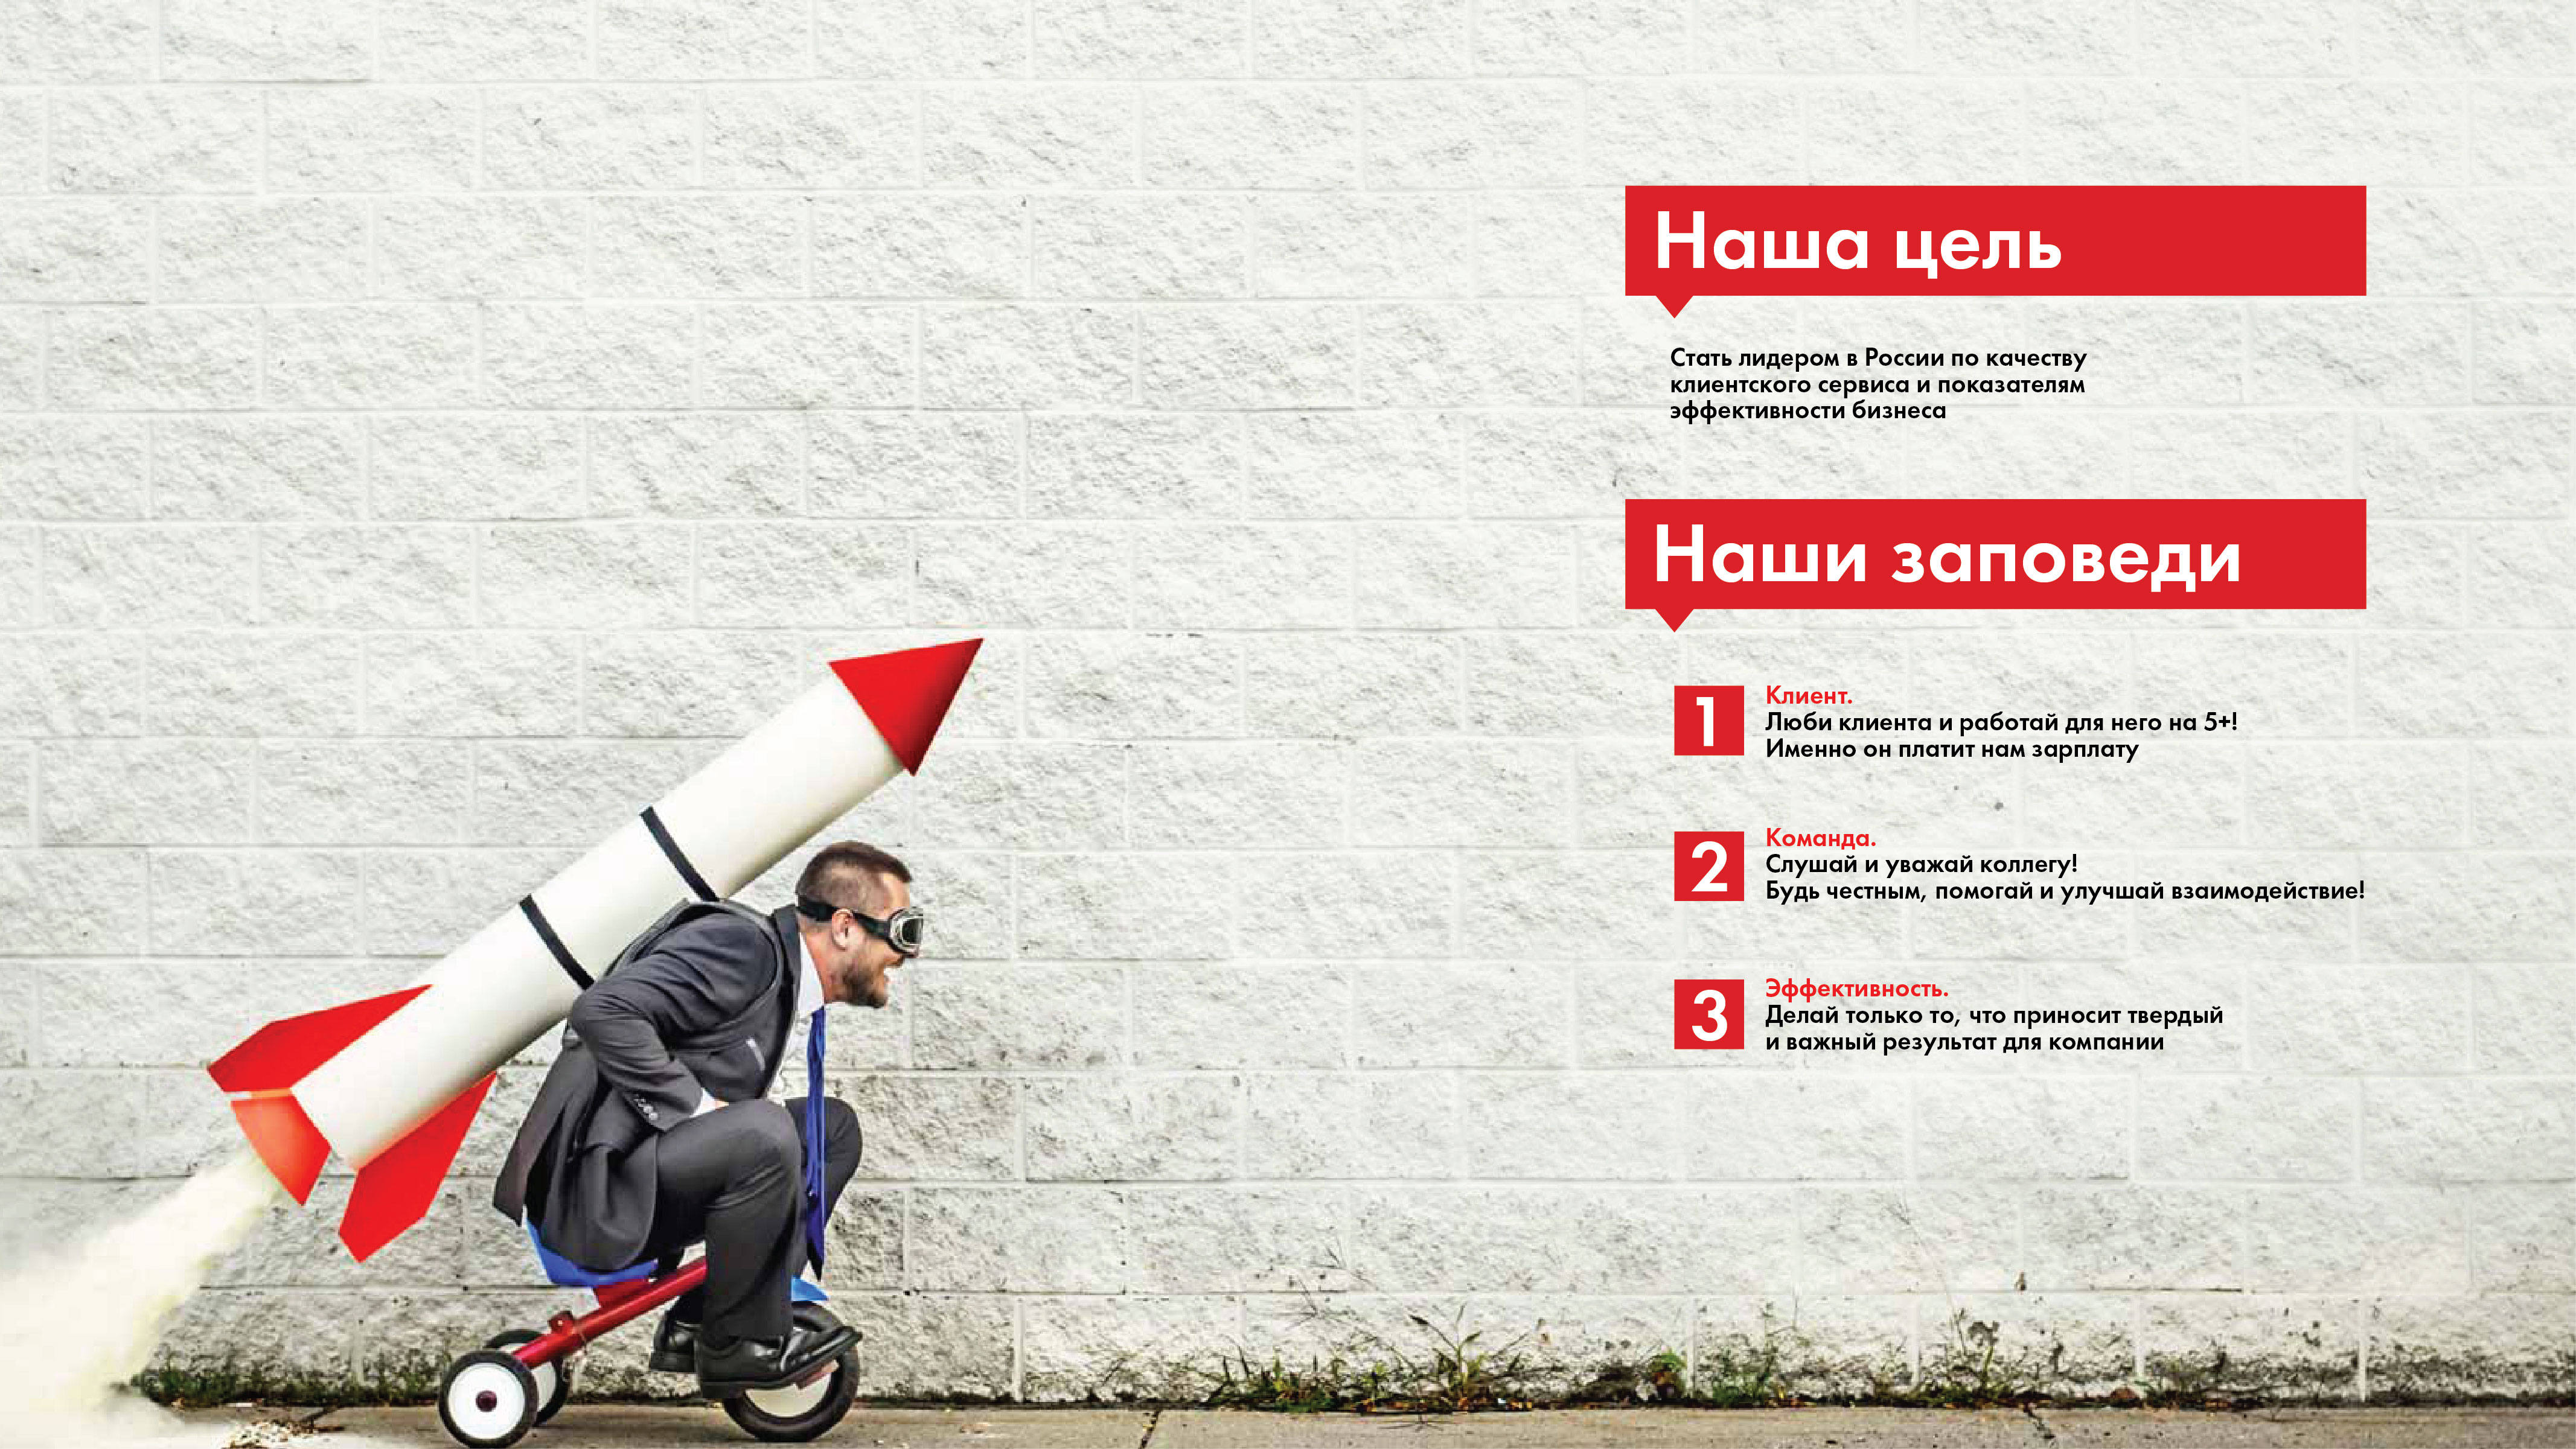 Наша цель
Стать лидером в России по качеству
клиентского сервиса и показателям
эффективности бизнеса
Наши заповеди
1
Клиент.
Люби клиента и работай для него на 5+!
Именно он платит нам зарплату
2
Команда.
Слушай и уважай коллегу!
Будь честным, помогай и улучшай взаимодействие!
3
Эффективность.
Делай только то, что приносит твердый
и важный результат для компании